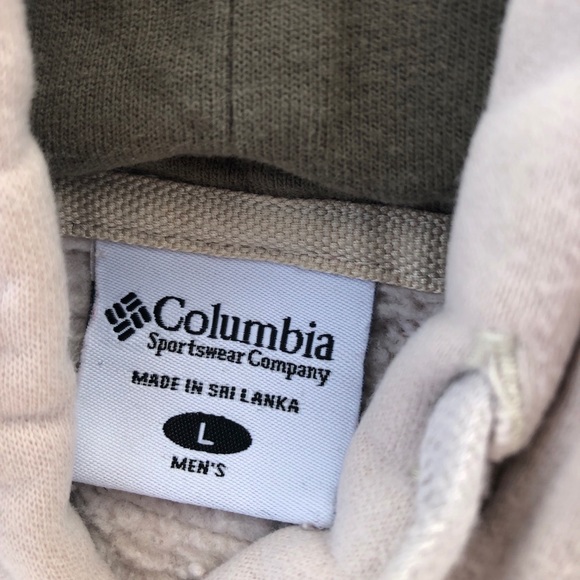 Columbia
Sportswear Company
MADE IN SRI LANKA
L
MEN'S